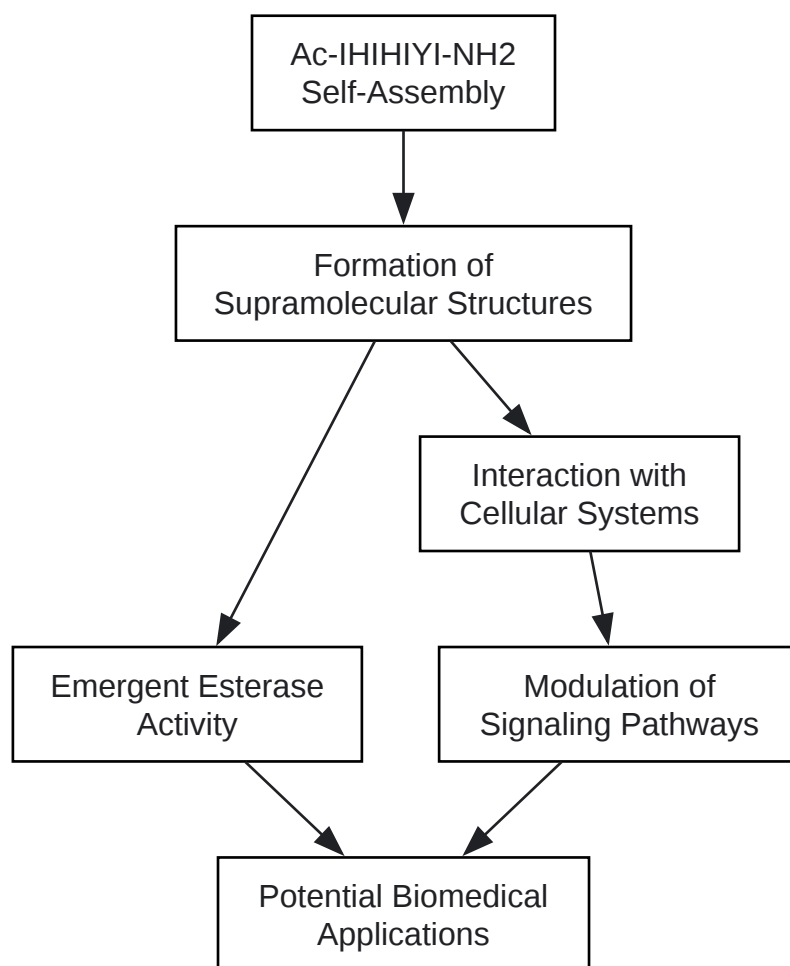 Ac-IHIHIYI-NH2
Self-Assembly
Formation of
Supramolecular Structures
Interaction with
Cellular Systems
Emergent Esterase
Activity
Modulation of
Signaling Pathways
Potential Biomedical
Applications